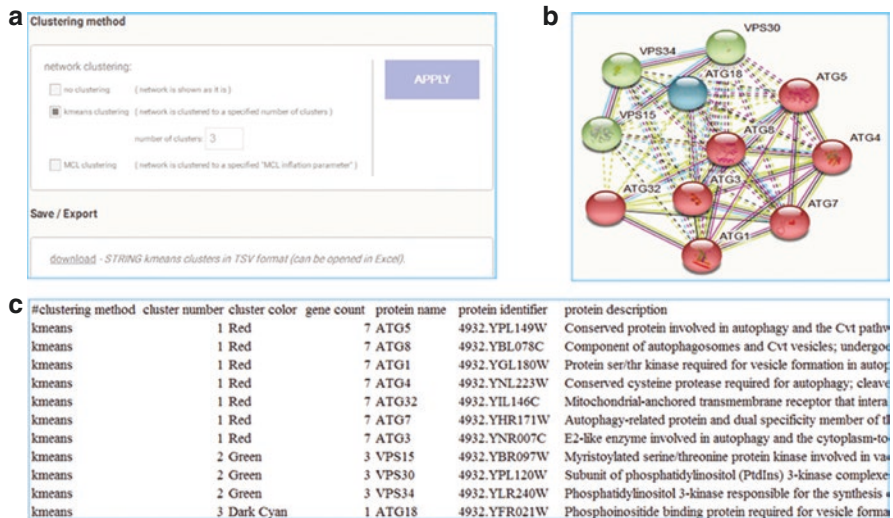 a
Clustering method
network clustering:
no clustering ( network is shown as it is )
kmeans clustering ( network is clustered to a specified number of clusters )
number of clusters: 3
MCL clustering ( network is clustered to a specified "MCL inflation parameter" )
APPLY
Save / Export
download - STRING kmeans clusters in TSV format (can be opened in Excel).
b
VPS30
VPS34
ATG18
ATG5
VPS15
ATG8
ATG4
ATG3
ATG32
ATG7
ATG1
c
#clustering method cluster number cluster color gene count protein name protein identifier protein description
kmeans 1 Red 7 ATG5 4932.YPL149W Conserved protein involved in autophagy and the Cvt pathw
kmeans 1 Red 7 ATG8 4932.YBL078C Component of autophagosomes and Cvt vesicles; undergoe
kmeans 1 Red 7 ATG1 4932.YGL180W Protein ser/thr kinase required for vesicle formation in autop
kmeans 1 Red 7 ATG4 4932.YNL223W Conserved cysteine protease required for autophagy; cleave
kmeans 1 Red 7 ATG32 4932.YIL146C Mitochondrial-anchored transmembrane receptor that intera
kmeans 1 Red 7 ATG7 4932.YHR171W Autophagy-related protein and dual specificity member of th
kmeans 1 Red 7 ATG3 4932.YNR007C E2-like enzyme involved in autophagy and the cytoplasm-to-
kmeans 2 Green 3 VPS15 4932.YBR097W Myristoylated serine/threonine protein kinase involved in va
kmeans 2 Green 3 VPS30 4932.YPL120W Subunit of phosphatidylinositol (PtdIns) 3-kinase complexe
kmeans 2 Green 3 VPS34 4932.YLR240W Phosphatidylinositol 3-kinase responsible for the synthesis
kmeans 3 Dark Cyan 1 ATG18 4932.YFR021W Phosphoinositide binding protein required for vesicle forma